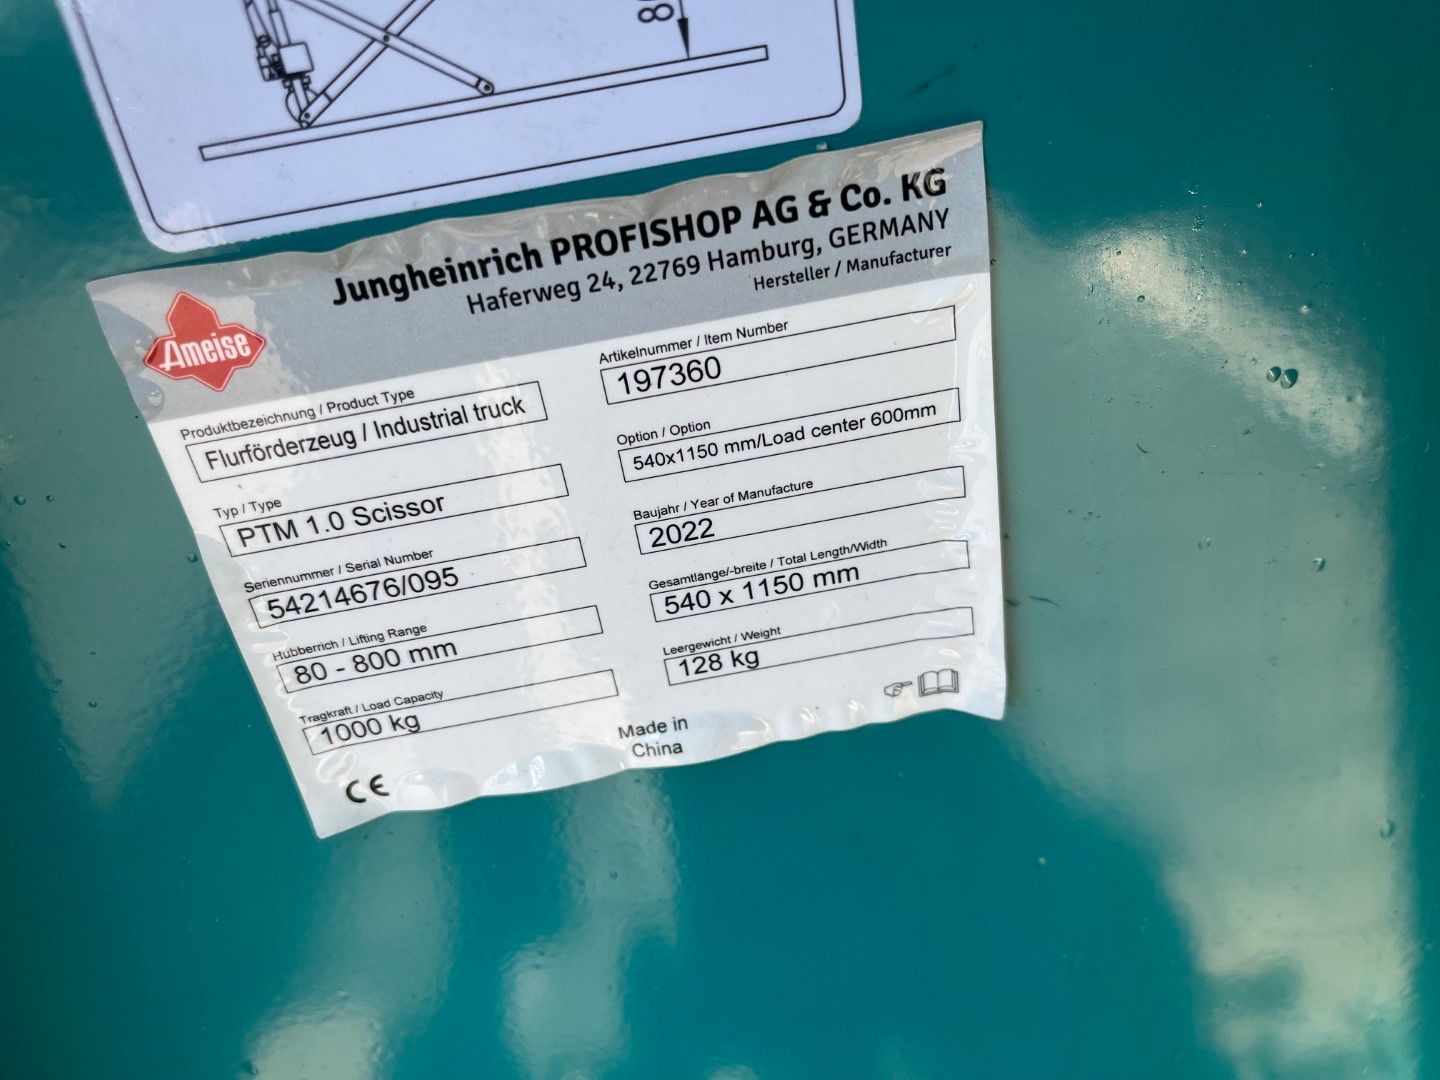 80
Jungheinrich PROFISHOP AG & Co. KG
Haferweg 24, 22769 Hamburg, GERMANY
Hersteller / Manufacturer
Ameise
Produktbezeichnung / Product Type
Flurförderzeug / Industrial truck
Typ / Type
PTM 1.0 Scissor
Seriennummer / Serial Number
54214676/095
Hubberrich / Lifting Range
80 - 800 mm
Tragkraft / Load Capacity
1000 kg
Artikelnummer / Item Number
197360
Option / Option
540x1150 mm/Load center 600mm
Baujahr / Year of Manufacture
2022
Gesamtlänge/-breite / Total Length/Width
540 x 1150 mm
Leergewicht / Weight
128 kg
Made in
China
CE